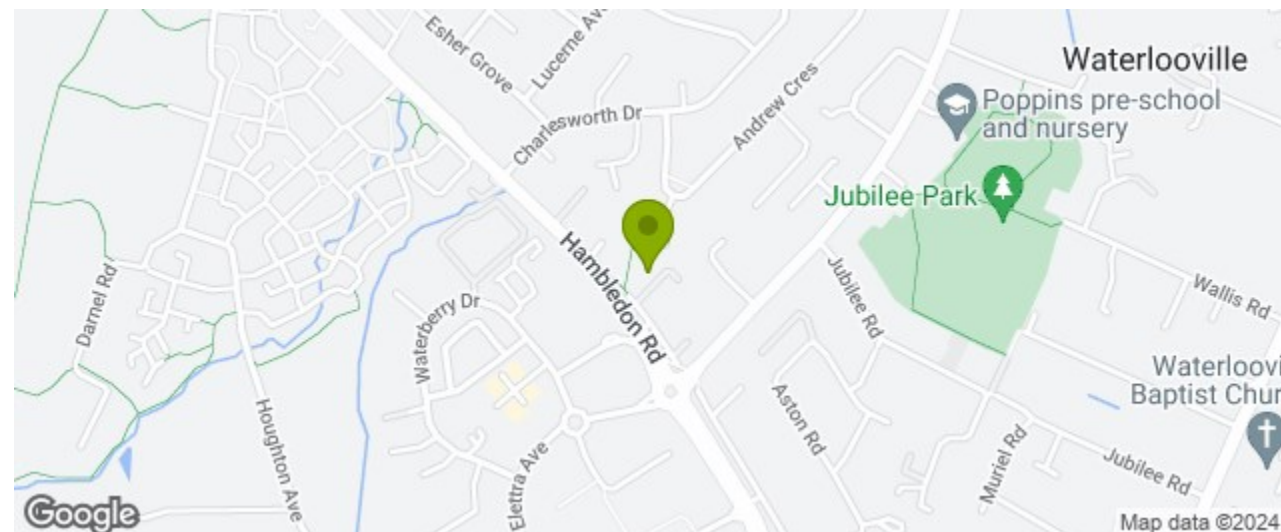 Esher Grove
Lucerne Ave
Charlesworth Dr
Andrew Cres
Waterlooville
Poppins pre-school
and nursery
Jubilee Park
Hambledon Rd
Darnel Rd
Waterberry Dr
Houghton Ave
Elettra Ave
Jubilee Rd
Wallis Rd
Aston Rd
Muriel Rd
Jubilee Rd
Waterloovi
Baptist Chur
Google
Map data ©2024